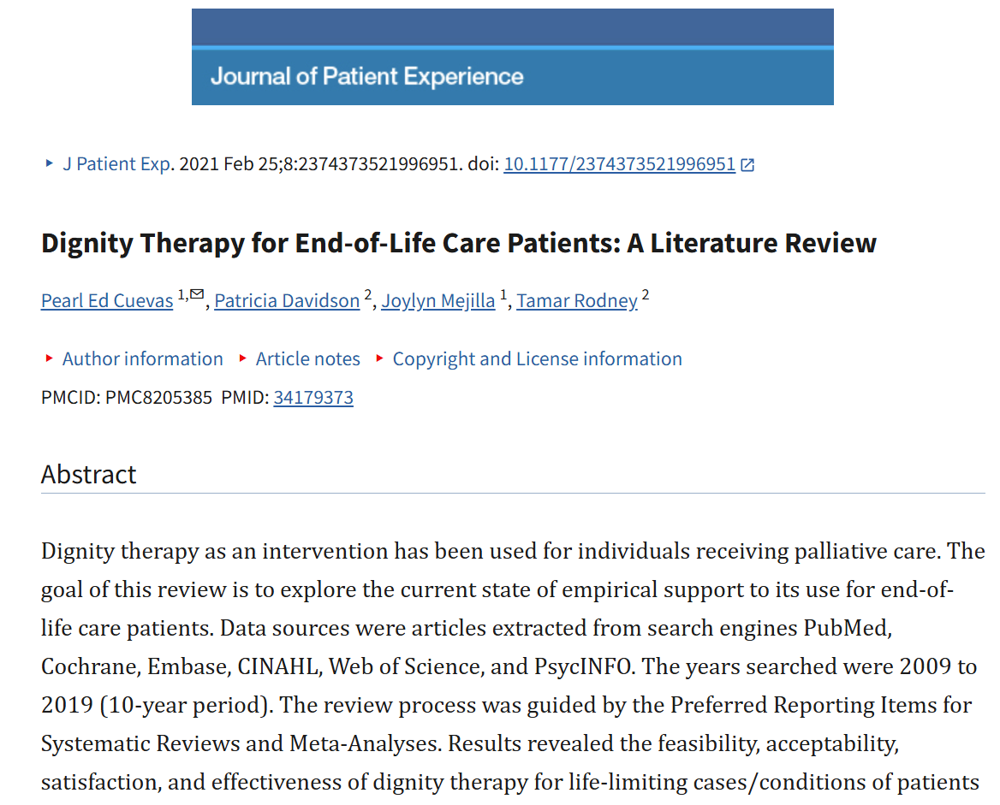 Journal of Patient Experience
J Patient Exp. 2021 Feb 25;8:2374373521996951. doi: 10.1177/2374373521996951
Dignity Therapy for End-of-Life Care Patients: A Literature Review
Pearl Ed Cuevas 1,✉, Patricia Davidson 2, Joylyn Mejilla 1, Tamar Rodney 2
Author information Article notes Copyright and License information
PMCID: PMC8205385 PMID: 34179373
Abstract
Dignity therapy as an intervention has been used for individuals receiving palliative care. The
goal of this review is to explore the current state of empirical support to its use for end-of-
life care patients. Data sources were articles extracted from search engines PubMed,
Cochrane, Embase, CINAHL, Web of Science, and PsycINFO. The years searched were 2009 to
2019 (10-year period). The review process was guided by the Preferred Reporting Items for
Systematic Reviews and Meta-Analyses. Results revealed the feasibility, acceptability,
satisfaction, and effectiveness of dignity therapy for life-limiting cases/conditions of patients